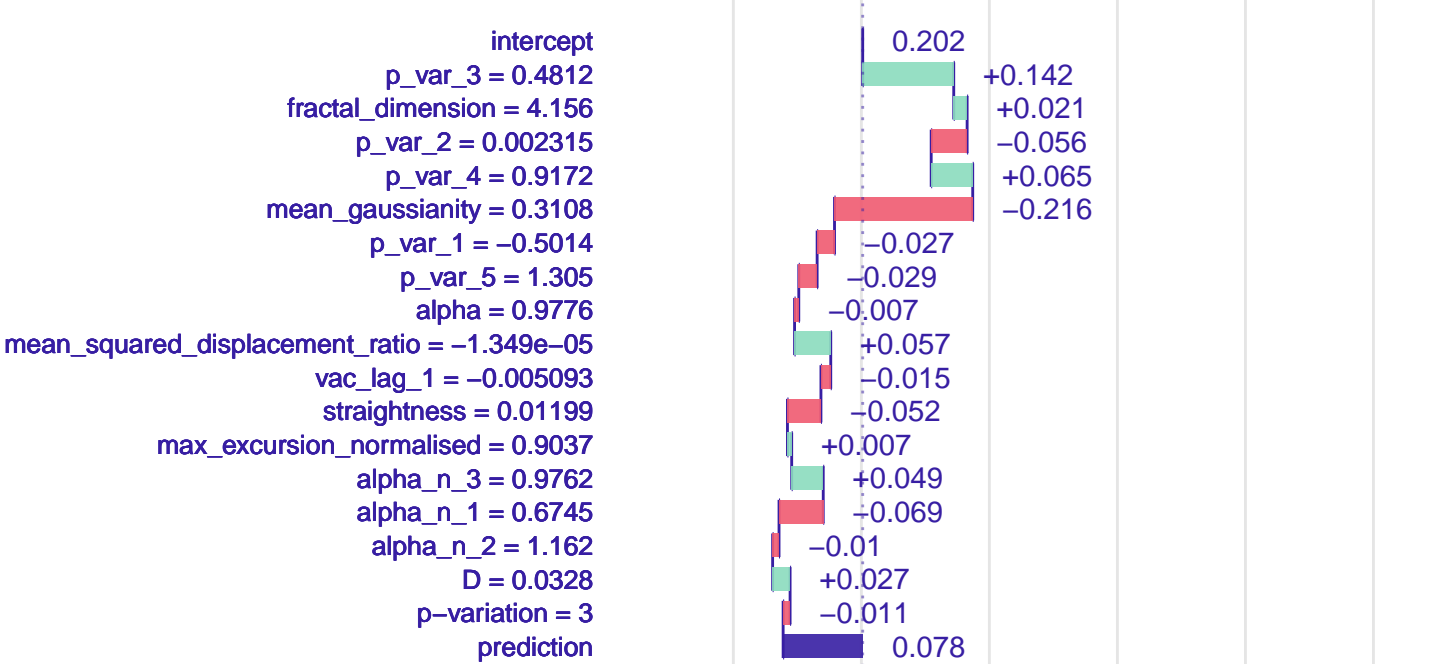 intercept 0.202
p_var_3 = 0.4812 +0.142
fractal_dimension = 4.156 +0.021
p_var_2 = 0.002315 −0.056
p_var_4 = 0.9172 +0.065
mean_gaussianity = 0.3108 −0.216
p_var_1 = −0.5014 −0.027
p_var_5 = 1.305 −0.029
alpha = 0.9776 −0.007
mean_squared_displacement_ratio = −1.349e−05 +0.057
vac_lag_1 = −0.005093 −0.015
straightness = 0.01199 −0.052
max_excursion_normalised = 0.9037 +0.007
alpha_n_3 = 0.9762 +0.049
alpha_n_1 = 0.6745 −0.069
alpha_n_2 = 1.162 −0.01
D = 0.0328 +0.027
p−variation = 3 −0.011
prediction 0.078